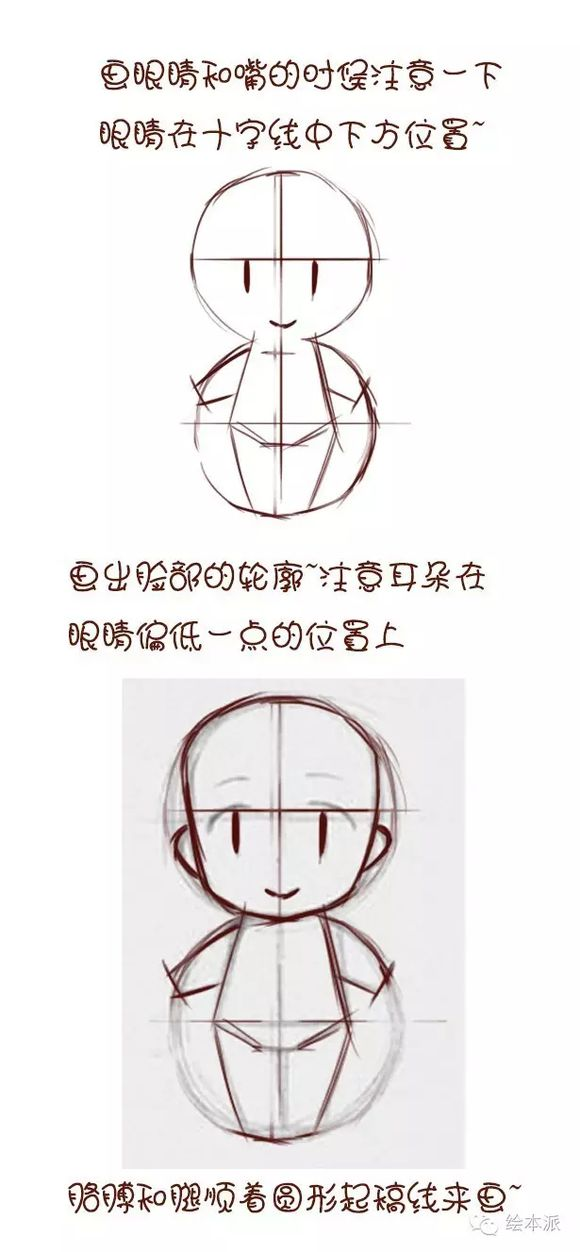 画眼睛和嘴的时候注意一下
眼睛在十字线中下方位置~
画出脸部的轮廓~注意耳朵在
眼睛偏低一点的位置上
胳膊和腿顺着圆形起稿线来画~
绘本派